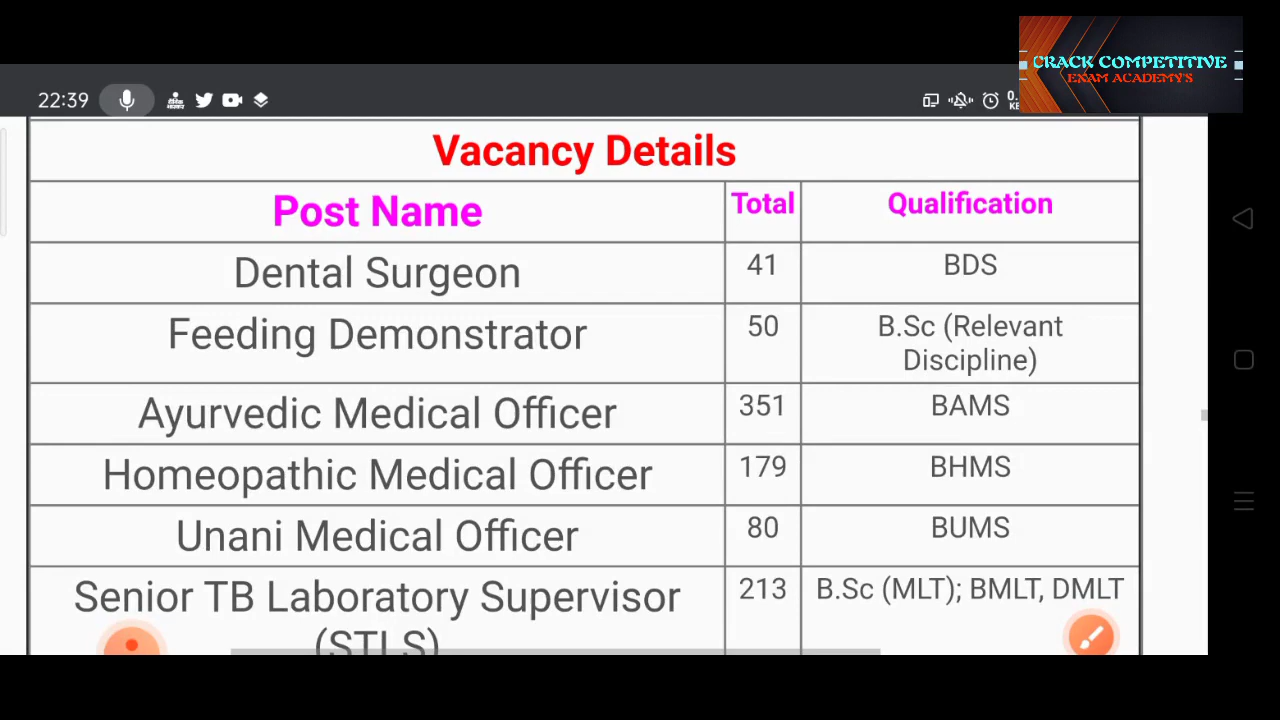 CRACK COMPETITIVE
EXAM ACADEMY'S
22:39
Vacancy Details
Post Name Total Qualification
Dental Surgeon 41 BDS
Feeding Demonstrator 50 B.Sc (Relevant
Discipline)
Ayurvedic Medical Officer 351 BAMS
Homeopathic Medical Officer 179 BHMS
Unani Medical Officer 80 BUMS
Senior TB Laboratory Supervisor 213 B.Sc (MLT); BMLT, DMLT
(STLS)